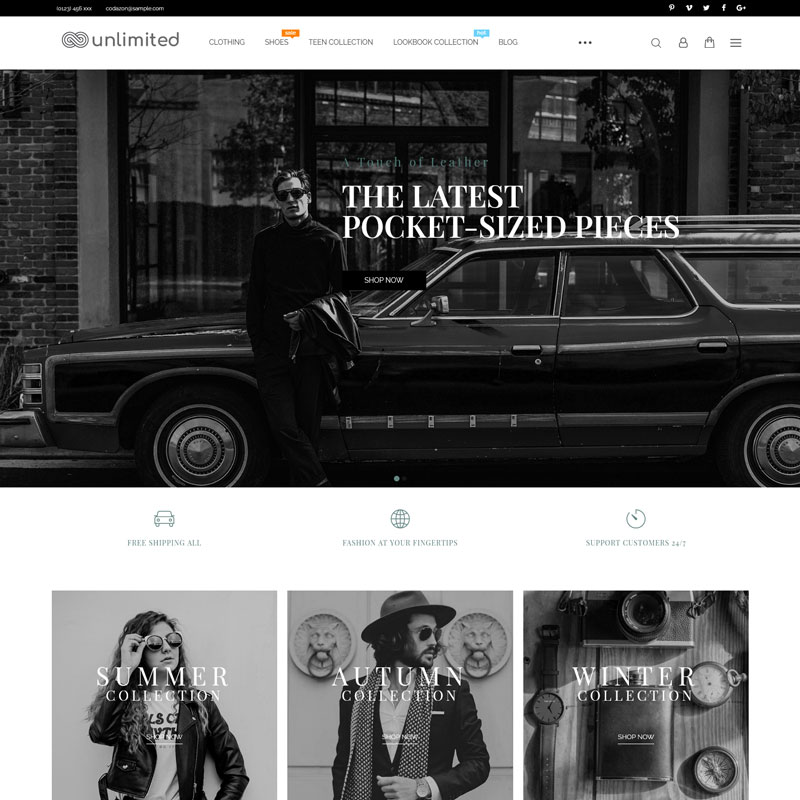 (0123) 456 xxx codazon@sample.com
unlimited
CLOTHING SHOES sale TEEN COLLECTION LOOKBOOK COLLECTION hot BLOG
A Touch of Leather
THE LATEST
POCKET-SIZED PIECES
SHOP NOW
FREE SHIPPING ALL
FASHION AT YOUR FINGERTIPS
SUPPORT CUSTOMERS 24/7
SUMMER
COLLECTION
SHOP NOW
AUTUMN
COLLECTION
SHOP NOW
WINTER
COLLECTION
SHOP NOW